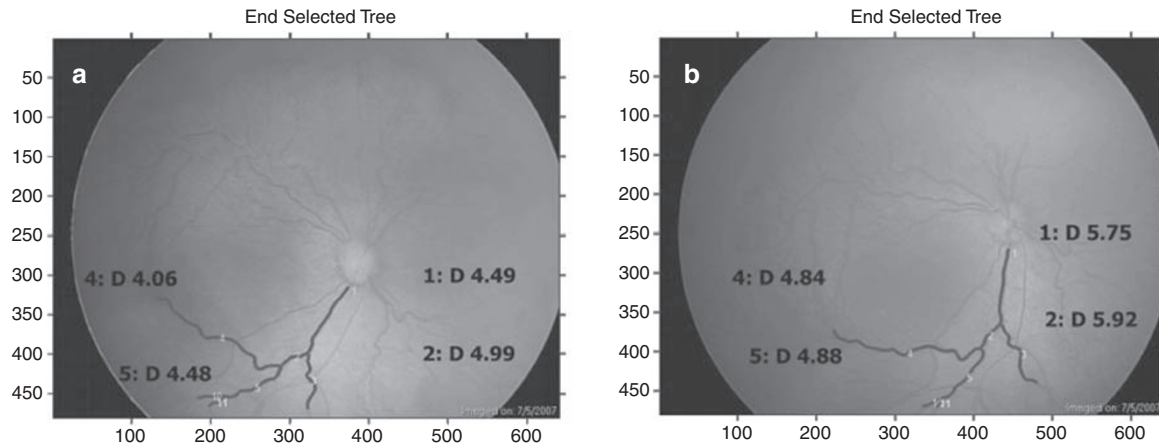 End Selected Tree
a
50
100
150
200
250
300
350
400
450
4: D 4.06
1: D 4.49
2: D 4.99
5: D 4.48
Imaged on: 7/5/2007
100 200 300 400 500 600
End Selected Tree
b
50
100
150
200
250
300
350
400
450
1: D 5.75
4: D 4.84
2: D 5.92
5: D 4.88
Imaged on: 7/5/2007
100 200 300 400 500 600